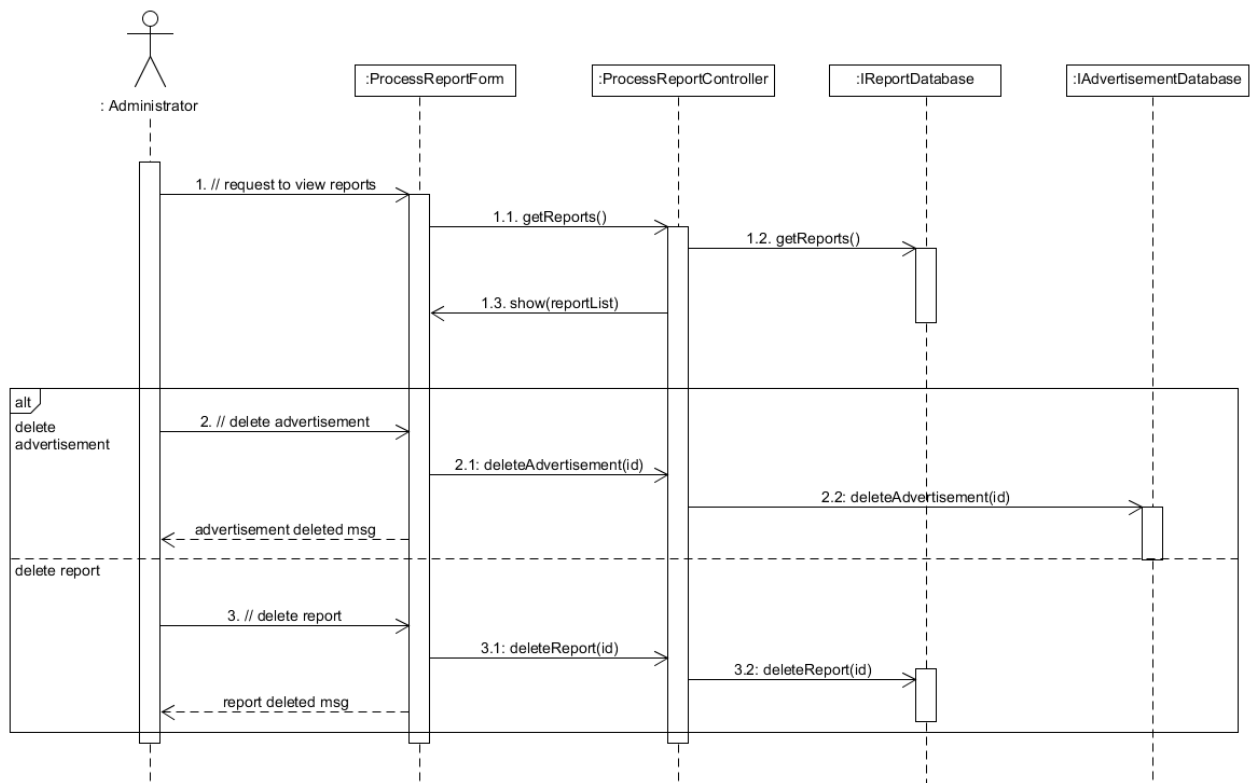 : Administrator
:ProcessReportForm
:ProcessReportController
:IReportDatabase
:IAdvertisementDatabase
1. // request to view reports
1.1. getReports()
1.2. getReports()
1.3. show(reportList)
alt
delete
advertisement
2. // delete advertisement
2.1: deleteAdvertisement(id)
2.2: deleteAdvertisement(id)
advertisement deleted msg
delete report
3. // delete report
3.1: deleteReport(id)
3.2: deleteReport(id)
report deleted msg